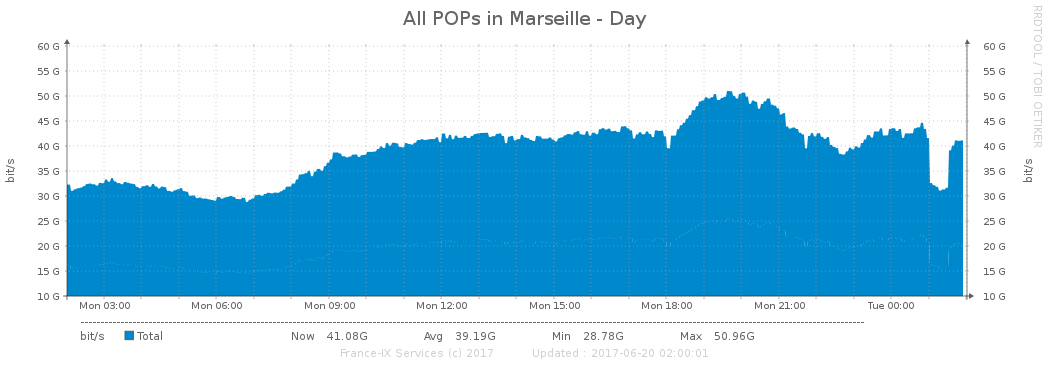 All POPs in Marseille - Day
RRDTOOL / TOBI OETIKER
60 G 60 G
55 G 55 G
50 G 50 G
45 G 45 G
40 G 40 G
35 G 35 G
30 G 30 G
25 G 25 G
20 G 20 G
15 G 15 G
10 G 10 G
bit/s bit/s
Mon 03:00 Mon 06:00 Mon 09:00 Mon 12:00 Mon 15:00 Mon 18:00 Mon 21:00 Tue 00:00
bit/s Total Now 41.08G Avg 39.19G Min 28.78G Max 50.96G
France-IX Services (c) 2017 Updated : 2017-06-20 02:00:01